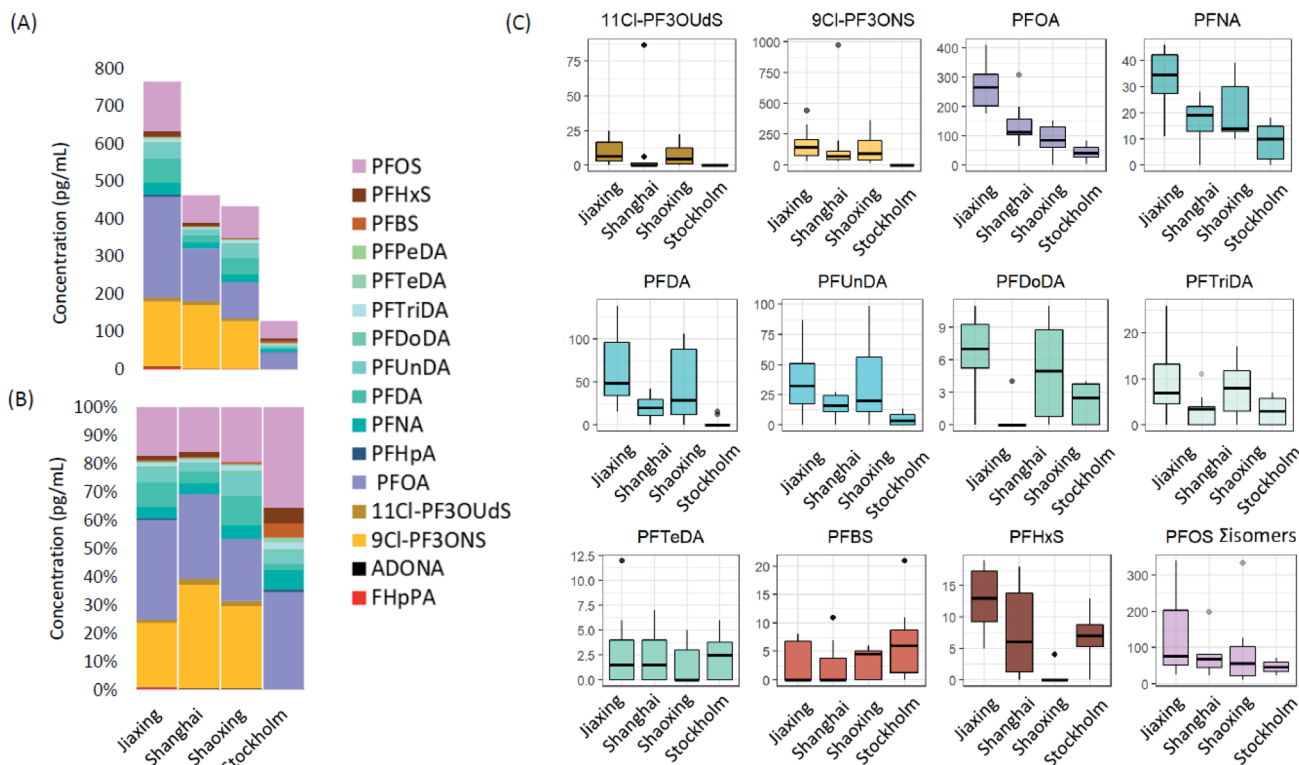 (A)
800
700
600
500
400
300
200
100
0
Concentration (pg/mL)
(B)
100%
90%
80%
70%
60%
50%
40%
30%
20%
10%
0%
Concentration (pg/mL)
Jiaxing
Shanghai
Shaoxing
Stockholm
PFOS
PFHxS
PFBS
PFPeDA
PFTeDA
PFTriDA
PFDoDA
PFUnDA
PFDA
PFNA
PFHpA
PFOA
11Cl-PF3OUdS
9Cl-PF3ONS
ADONA
FHpPA
(C)
11Cl-PF3OUdS
75
50
25
0
Jiaxing
Shanghai
Shaoxing
Stockholm
9Cl-PF3ONS
1000
750
500
250
0
Jiaxing
Shanghai
Shaoxing
Stockholm
PFOA
400
300
200
100
0
Jiaxing
Shanghai
Shaoxing
Stockholm
PFNA
40
30
20
10
0
Jiaxing
Shanghai
Shaoxing
Stockholm
PFDA
100
50
0
Jiaxing
Shanghai
Shaoxing
Stockholm
PFUnDA
100
75
50
25
0
Jiaxing
Shanghai
Shaoxing
Stockholm
PFDoDA
9
6
3
0
Jiaxing
Shanghai
Shaoxing
Stockholm
PFTriDA
20
10
0
Jiaxing
Shanghai
Shaoxing
Stockholm
PFTeDA
12.5
10.0
7.5
5.0
2.5
0.0
Jiaxing
Shanghai
Shaoxing
Stockholm
PFBS
20
15
10
5
0
Jiaxing
Shanghai
Shaoxing
Stockholm
PFHxS
15
10
5
0
Jiaxing
Shanghai
Shaoxing
Stockholm
PFOS Σisomers
300
200
100
0
Jiaxing
Shanghai
Shaoxing
Stockholm